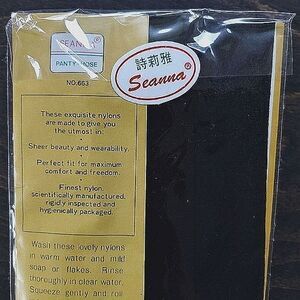 SEANNA ®
PANTY HOSE
NO.663
詩莉雅 ®
Seanna
These exquisite nylons
are made to give you
the utmost in:
Sheer beauty and wearability.
Perfect fit for maximum
comfort and freedom.
Finest nylon
scientifically manufactured,
rigidly inspected and
hygienically packaged.
Wash these lovely nylons
in warm water and mild
soap or flakes. Rinse
thoroughly in clear water.
Squeeze gently and roll